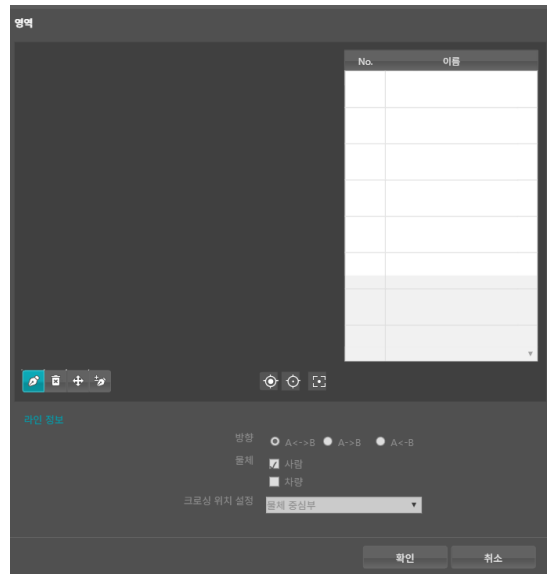 영역
No. 이름
라인 정보
방향 A<->B A->B A<-B
물체 사람
차량
크로싱 위치 설정 물체 중심부
확인 취소